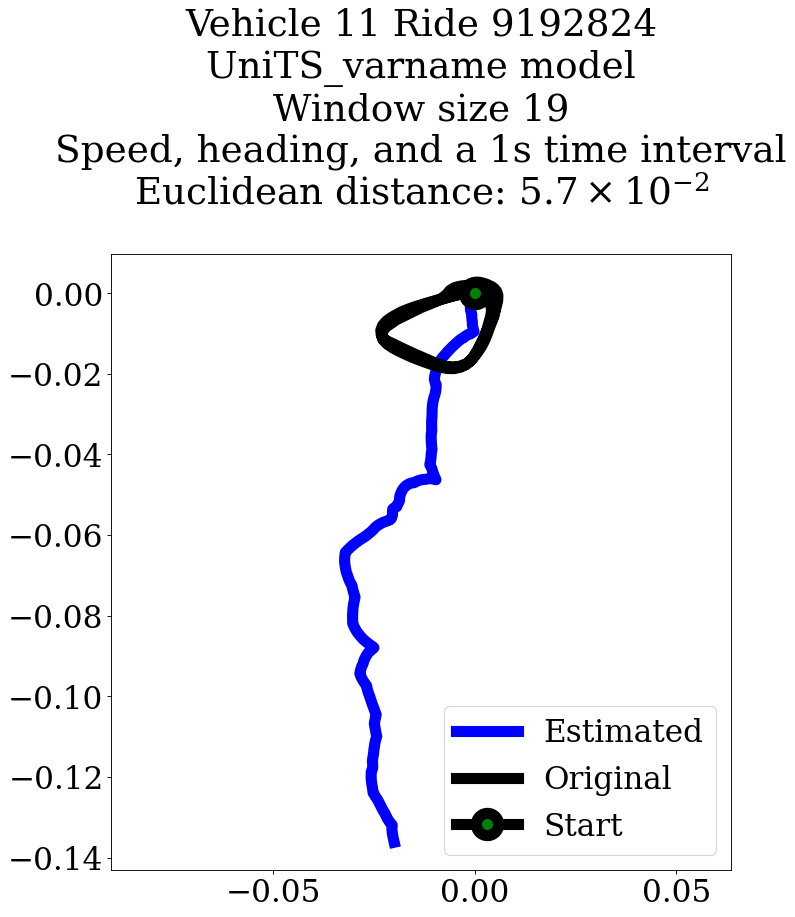 Vehicle 11 Ride 9192824
UniTS_varname model
Window size 19
Speed, heading, and a 1s time interval
Euclidean distance: 5.7 × 10⁻²
0.00
−0.02
−0.04
−0.06
−0.08
−0.10
−0.12
−0.14
Estimated
Original
Start
−0.05
0.00
0.05